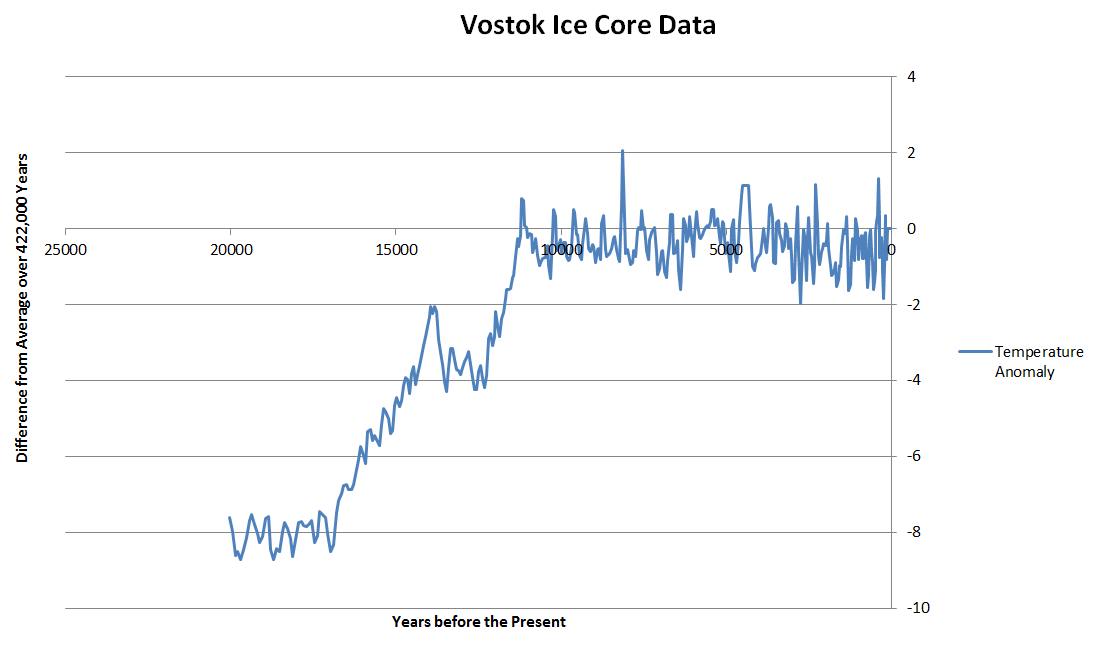 Vostok Ice Core Data
Difference from Average over 422,000 Years
4
2
0
-2
-4
-6
-8
-10
25000
20000
15000
10000
5000
0
Years before the Present
Temperature
Anomaly